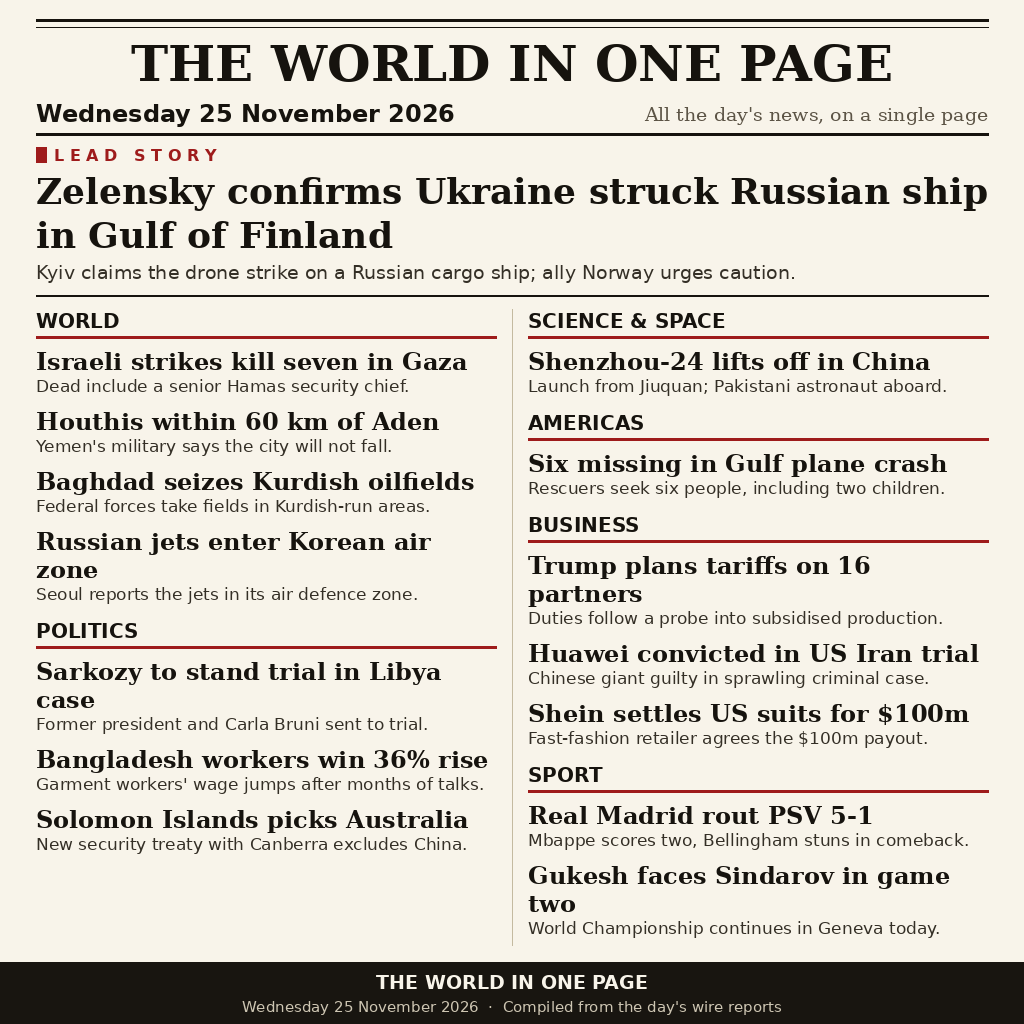 THE WORLD IN ONE PAGE
Wednesday 25 November 2026
All the day's news, on a single page
LEAD STORY
Zelensky confirms Ukraine struck Russian ship
in Gulf of Finland
Kyiv claims the drone strike on a Russian cargo ship; ally Norway urges caution.
WORLD
Israeli strikes kill seven in Gaza
Dead include a senior Hamas security chief.
Houthis within 60 km of Aden
Yemen's military says the city will not fall.
Baghdad seizes Kurdish oilfields
Federal forces take fields in Kurdish-run areas.
Russian jets enter Korean air
zone
Seoul reports the jets in its air defence zone.
POLITICS
Sarkozy to stand trial in Libya
case
Former president and Carla Bruni sent to trial.
Bangladesh workers win 36% rise
Garment workers' wage jumps after months of talks.
Solomon Islands picks Australia
New security treaty with Canberra excludes China.
SCIENCE & SPACE
Shenzhou-24 lifts off in China
Launch from Jiuquan; Pakistani astronaut aboard.
AMERICAS
Six missing in Gulf plane crash
Rescuers seek six people, including two children.
BUSINESS
Trump plans tariffs on 16
partners
Duties follow a probe into subsidised production.
Huawei convicted in US Iran trial
Chinese giant guilty in sprawling criminal case.
Shein settles US suits for $100m
Fast-fashion retailer agrees the $100m payout.
SPORT
Real Madrid rout PSV 5-1
Mbappe scores two, Bellingham stuns in comeback.
Gukesh faces Sindarov in game
two
World Championship continues in Geneva today.
THE WORLD IN ONE PAGE
Wednesday 25 November 2026 · Compiled from the day's wire reports